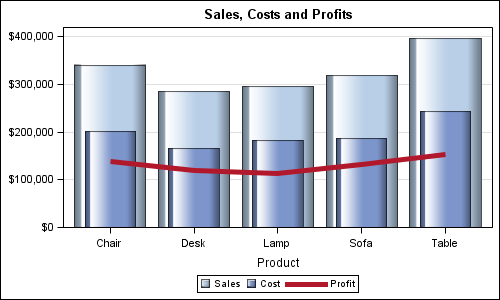 Sales, Costs and Profits
$400,000
$300,000
$200,000
$100,000
$0
Chair Desk Lamp Sofa Table
Product
Sales Cost Profit